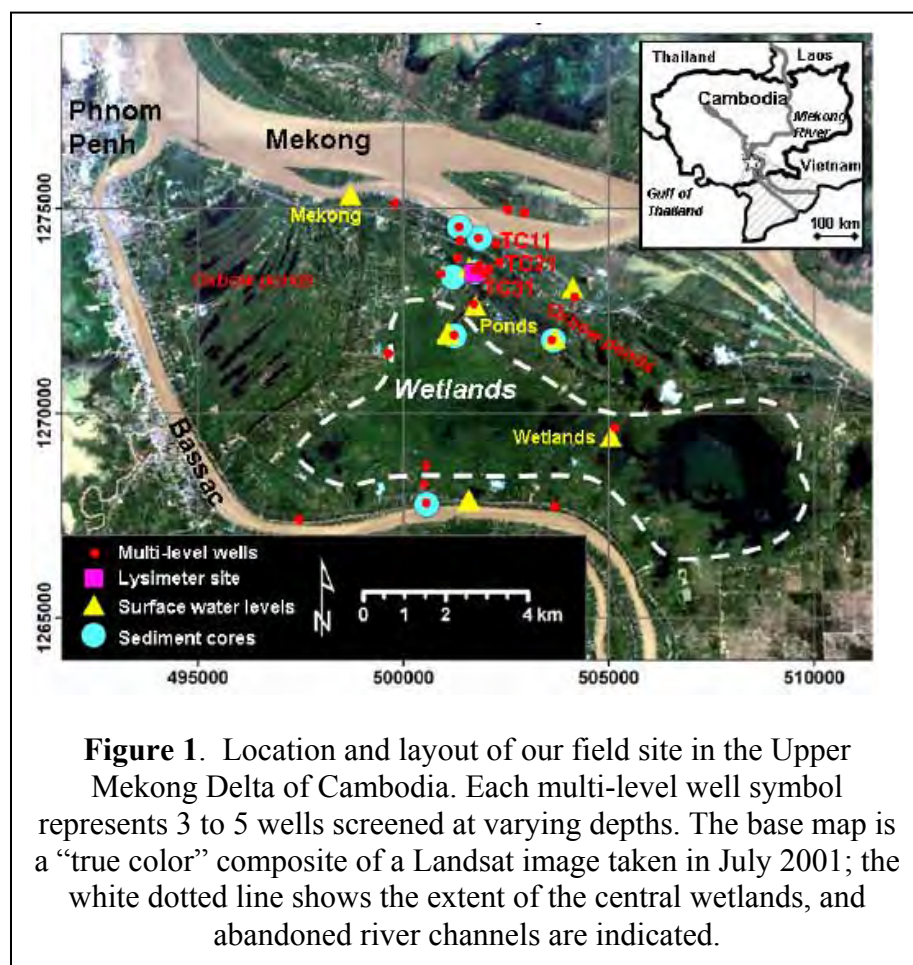 Thailand
Laos
Cambodia
Mekong
River
Vietnam
Gulf of
Thailand
100 km
Phnom
Penh
Mekong
Mekong
1275000
1270000
1265000
TC11
TC21
TC31
Oxbow ponds
Oxbow ponds
Ponds
Wetlands
Wetlands
Bassac
Multi-level wells
Lysimeter site
Surface water levels
Sediment cores
N
0 1 2 4 km
495000 500000 505000 510000
Figure 1. Location and layout of our field site in the Upper
Mekong Delta of Cambodia. Each multi-level well symbol
represents 3 to 5 wells screened at varying depths. The base map is
a “true color” composite of a Landsat image taken in July 2001; the
white dotted line shows the extent of the central wetlands, and
abandoned river channels are indicated.